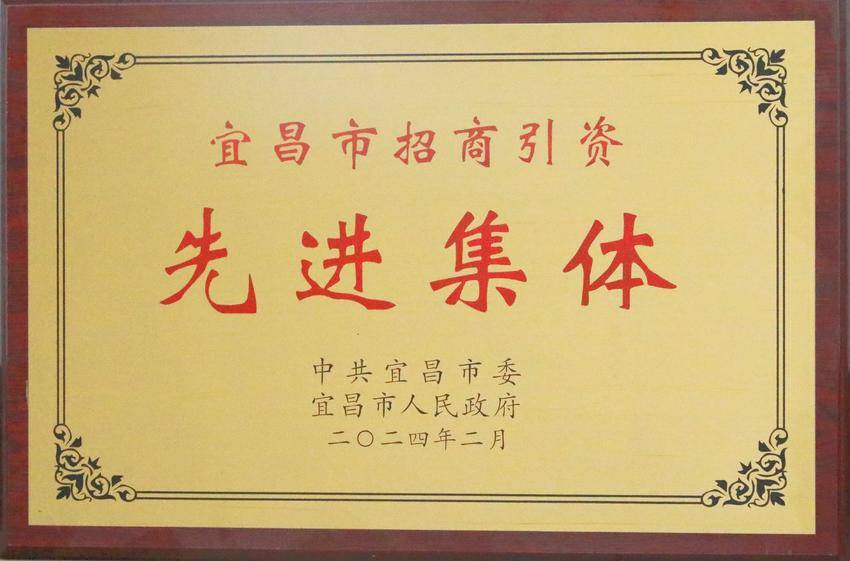 宜昌市招商引资
先进集体
中共宜昌市委
宜昌市人民政府
二〇二四年二月